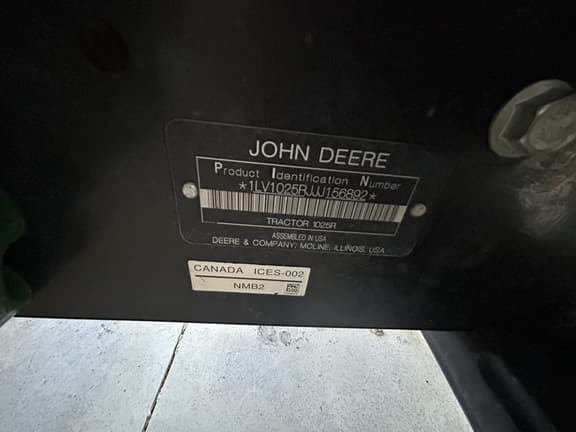 JOHN DEERE
Product Identification Number
*1LV1025RJJJ156892*
TRACTOR 1025R
ASSEMBLED IN USA
DEERE & COMPANY, MOLINE, ILLINOIS, USA
CANADA ICES-002
NMB2